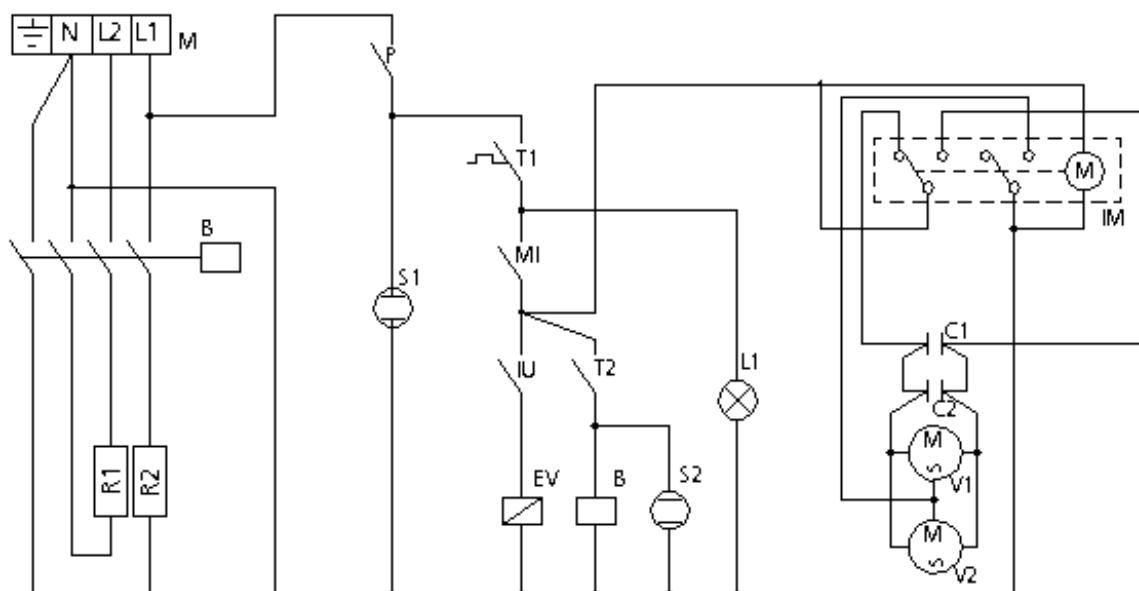 N L2 L1 M
P
T1
M
IM
B
MI
S1
C1
IU T2 L1
C2
M
S
V1
R1 R2
EV B S2
M
S
V2